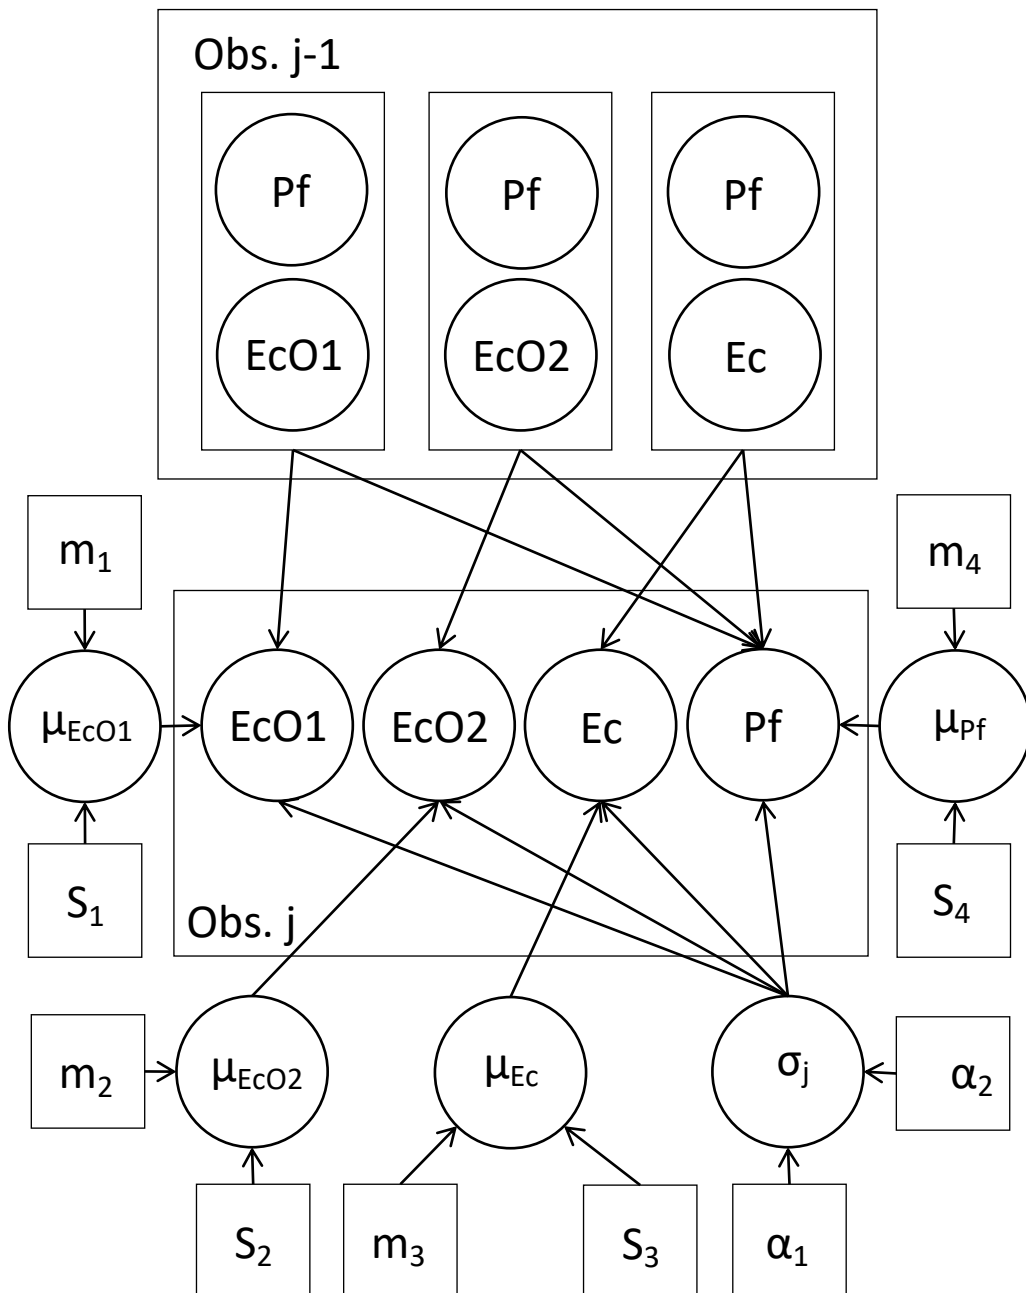 Obs. j-1
Pf Pf Pf
EcO1 EcO2 Ec
m₁ m₄
μEcO1 EcO1 EcO2 Ec Pf μPf
S₁ S₄
Obs. j
m₂ μEcO2 μEc σj α₂
S₂ m₃ S₃ α₁